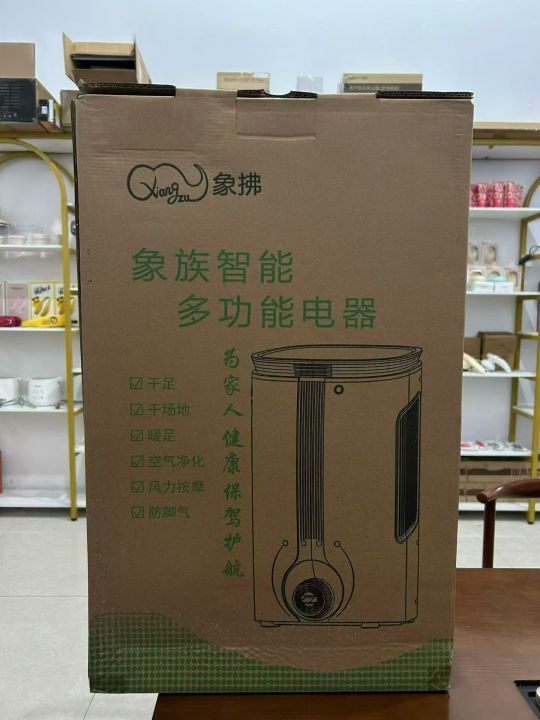 Xiangzu 象拂
象族智能
多功能电器
为家人健康保驾护航
干足
干场地
暖足
空气净化
风力按摩
防脚气